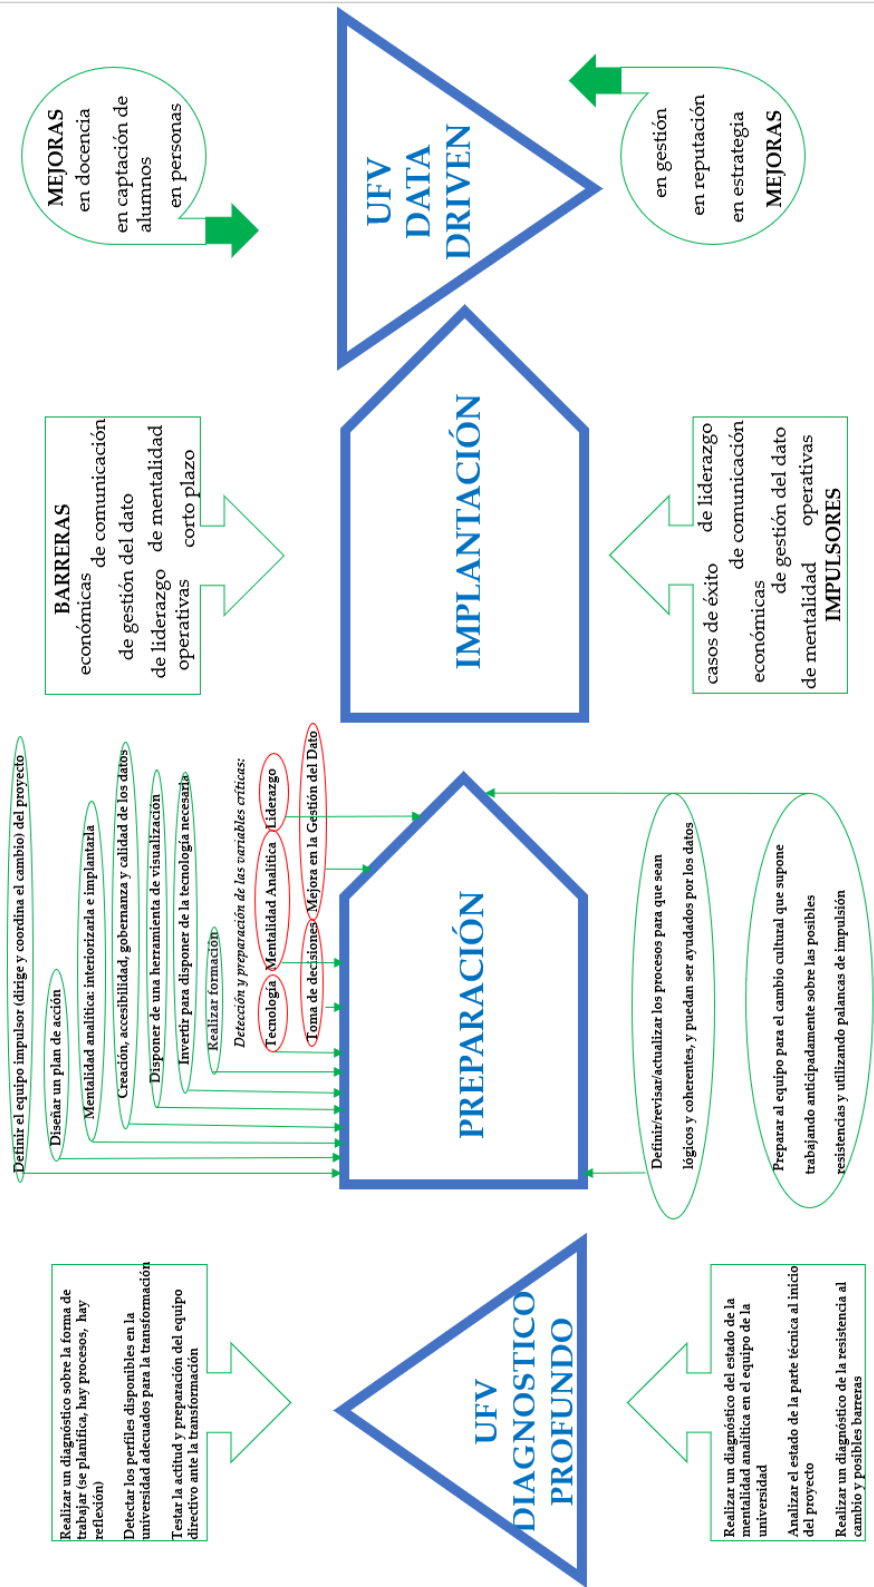 Realizar un diagnóstico sobre la forma de
trabajar (se planifica, hay procesos, hay
reflexión)
Detectar los perfiles disponibles en la
universidad adecuados para la transformación
Testar la actitud y preparación del equipo
directivo ante la transformación
UFV
DIAGNOSTICO
PROFUNDO
Realizar un diagnóstico del estado de la
mentalidad analítica en el equipo de la
universidad
Analizar el estado de la parte técnica al inicio
del proyecto
Realizar un diagnóstico de la resistencia al
cambio y posibles barreras
Definir el equipo impulsor (dirige y coordina el cambio) del proyecto
Diseñar un plan de acción
Mentalidad analítica: interiorizarla e implantarla
Creación, accesibilidad, gobernanza y calidad de los datos
Disponer de una herramienta de visualización
Invertir para disponer de la tecnología necesaria
Realizar formación
Detección y preparación de las variables críticas:
Tecnología Mentalidad Analítica Liderazgo
Toma de decisiones Mejora en la Gestión del Dato
PREPARACIÓN
Definir/revisar/actualizar los procesos para que sean
lógicos y coherentes, y puedan ser ayudados por los datos
Preparar al equipo para el cambio cultural que supone
trabajando anticipadamente sobre las posibles
resistencias y utilizando palancas de impulsión
BARRERAS
económicas
de comunicación
de gestión del dato
de liderazgo de mentalidad
operativas corto plazo
IMPLANTACIÓN
casos de éxito de liderazgo
de comunicación
económicas
de gestión del dato
de mentalidad operativas
IMPULSORES
MEJORAS
en docencia
en captación de
alumnos
en personas
UFV
DATA
DRIVEN
en gestión
en reputación
en estrategia
MEJORAS